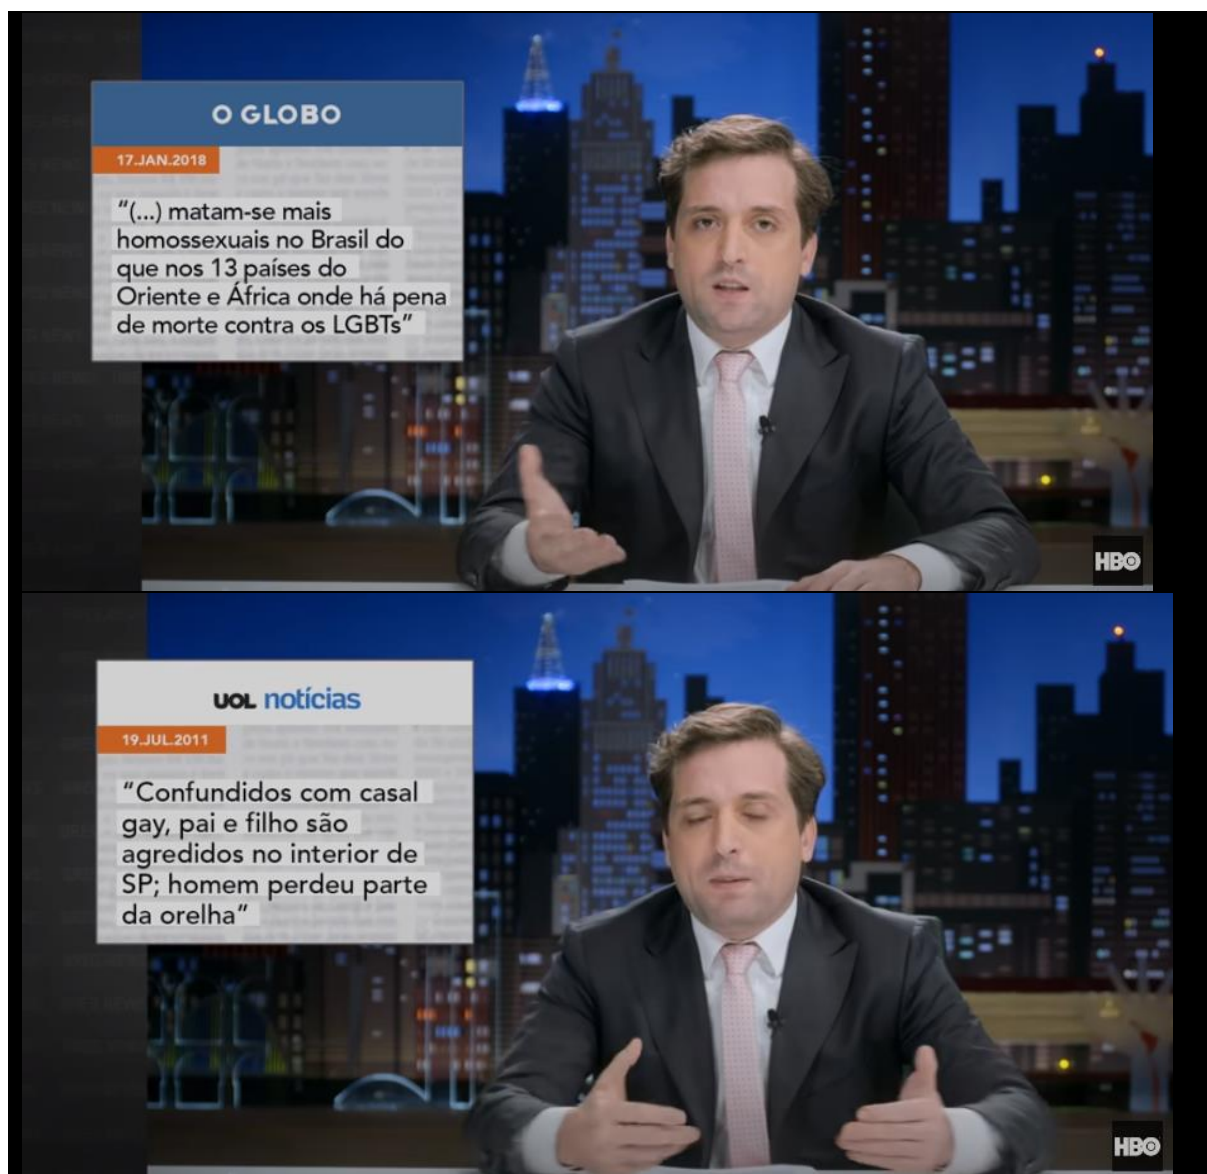 O GLOBO
17.JAN.2018
“(...) matam-se mais
homossexuais no Brasil do
que nos 13 países do
Oriente e África onde há pena
de morte contra os LGBTs”
HBO
UOL notícias
19.JUL.2011
“Confundidos com casal
gay, pai e filho são
agredidos no interior de
SP; homem perdeu parte
da orelha”
HBO